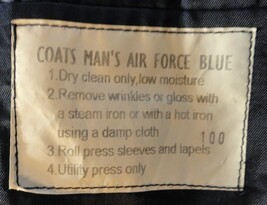 COATS MAN'S AIR FORCE BLUE
1.Dry clean only,low moisture
2.Remove wrinkles or gloss with
a steam iron or with a hot iron
using a damp cloth 100
3.Roll press sleeves and lapels
4.Utility press only